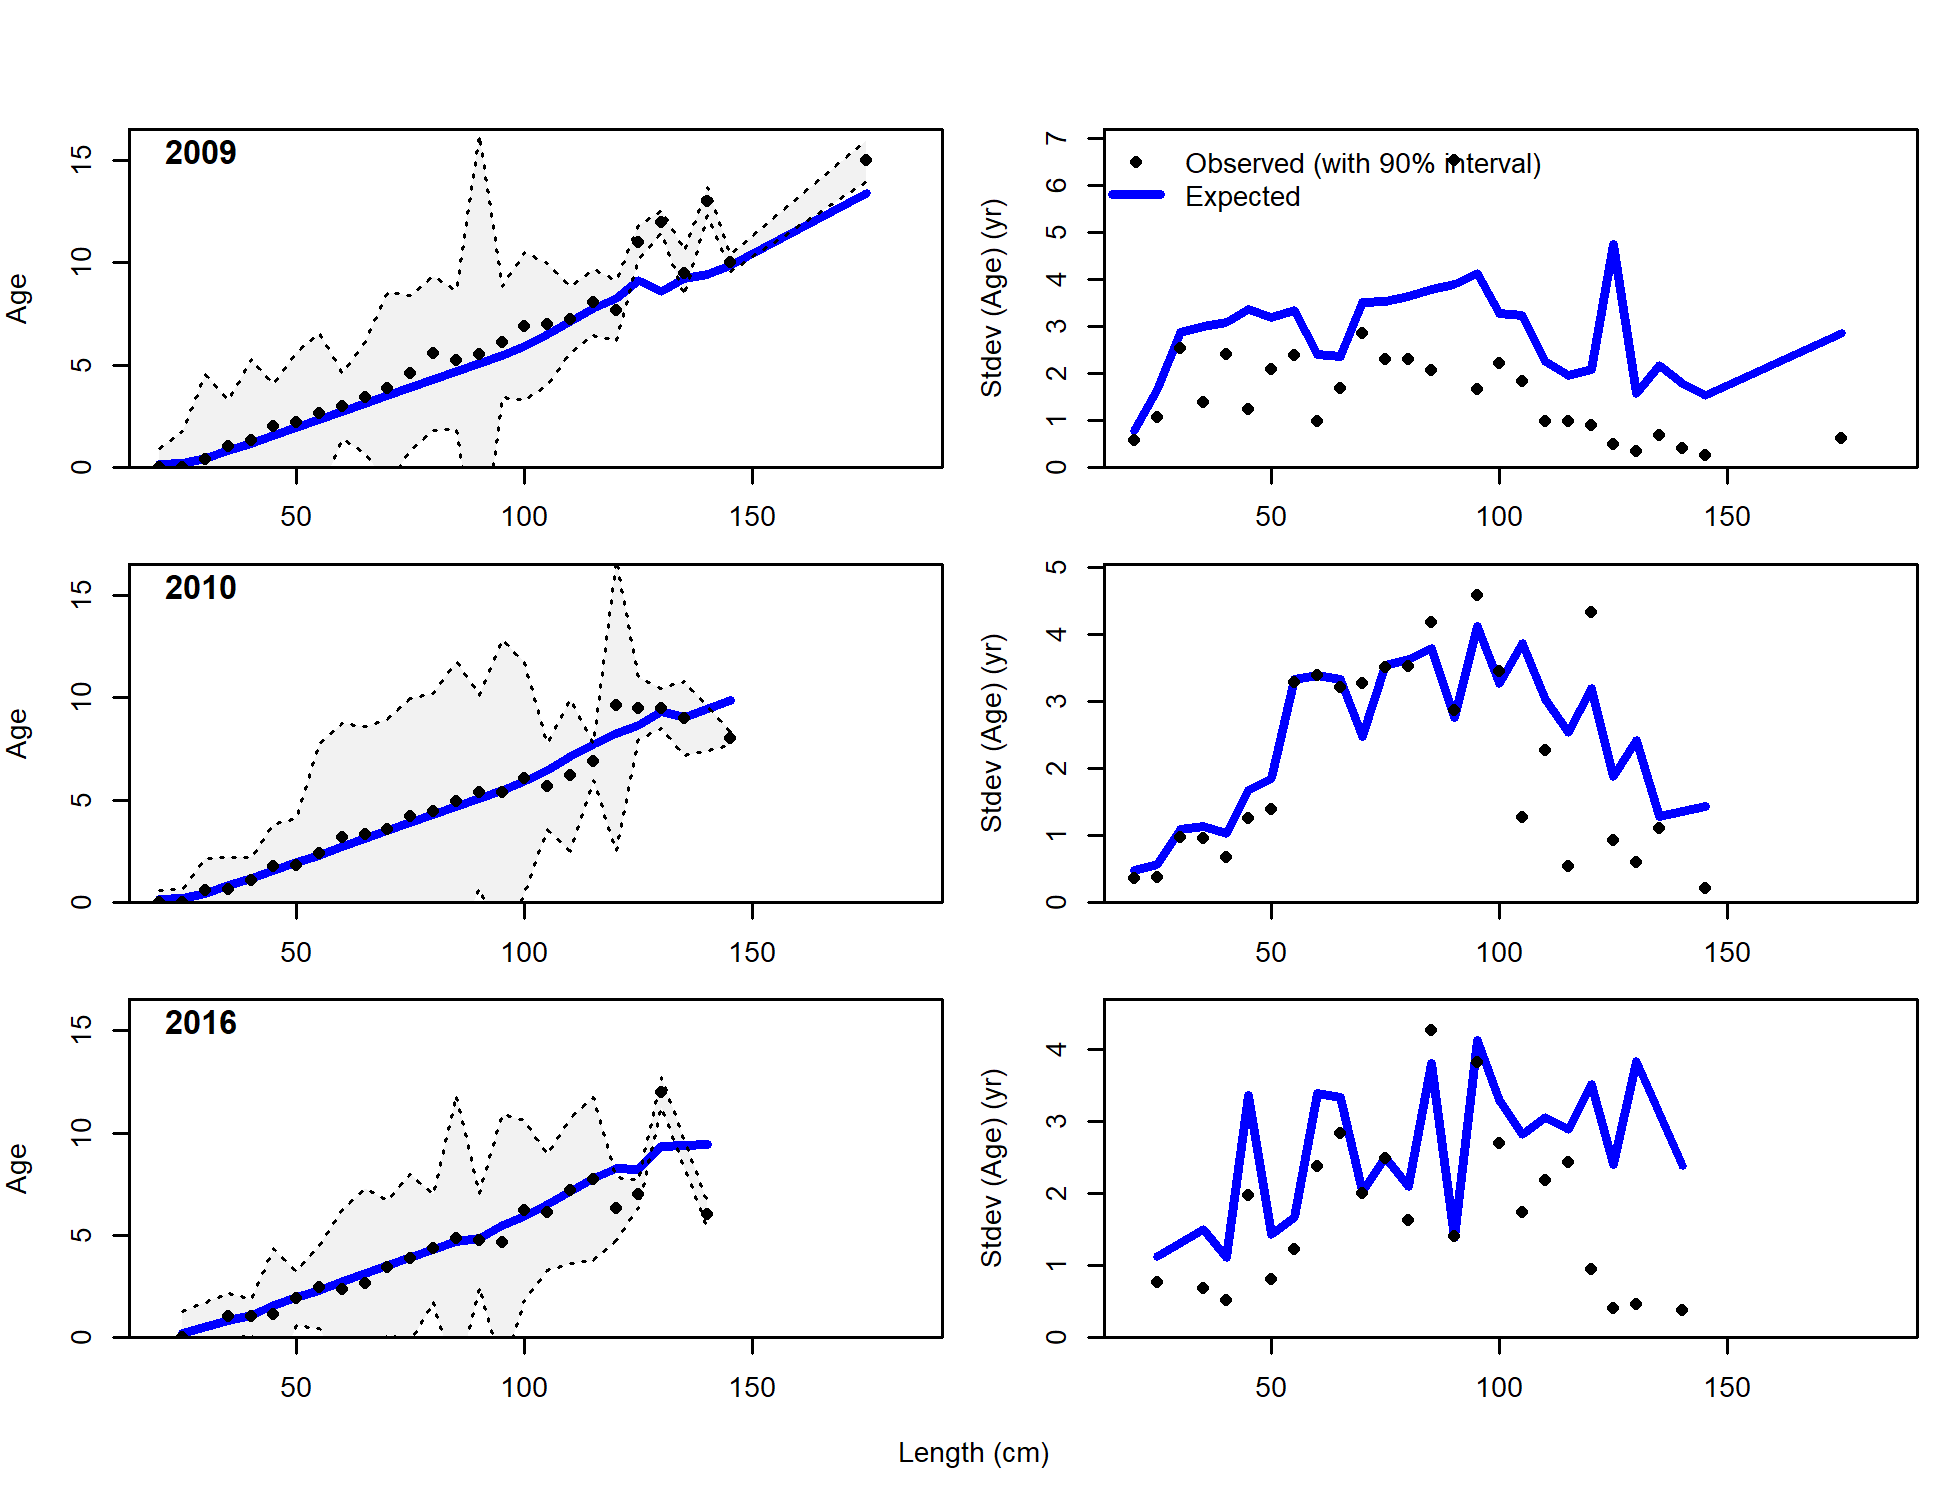 2009
Age
0 5 10 15
50 100 150
Observed (with 90% interval)
Expected
Stdev (Age) (yr)
0 1 2 3 4 5 6 7
50 100 150
2010
Age
0 5 10 15
50 100 150
Stdev (Age) (yr)
0 1 2 3 4 5
50 100 150
2016
Age
0 5 10 15
50 100 150
Stdev (Age) (yr)
0 1 2 3 4
50 100 150
Length (cm)